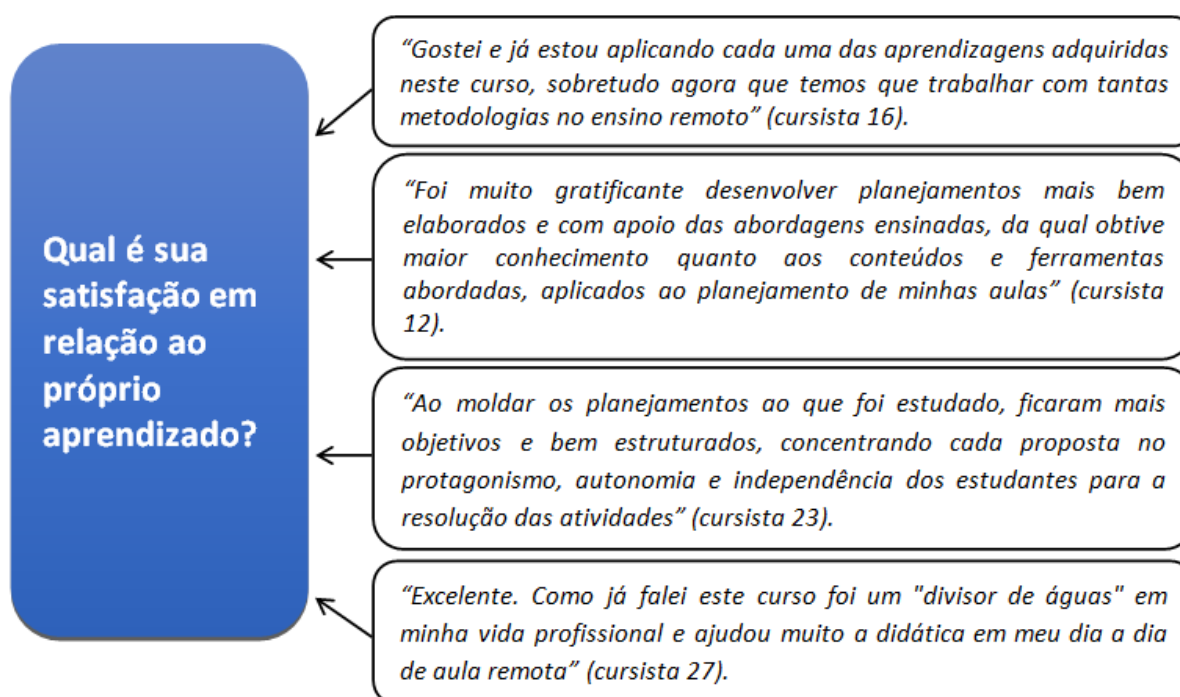 Qual é sua
satisfação em
relação ao
próprio
aprendizado?
“Gostei e já estou aplicando cada uma das aprendizagens adquiridas
neste curso, sobretudo agora que temos que trabalhar com tantas
metodologias no ensino remoto” (cursista 16).
“Foi muito gratificante desenvolver planejamentos mais bem
elaborados e com apoio das abordagens ensinadas, da qual obtive
maior conhecimento quanto aos conteúdos e ferramentas
abordadas, aplicados ao planejamento de minhas aulas” (cursista
12).
“Ao moldar os planejamentos ao que foi estudado, ficaram mais
objetivos e bem estruturados, concentrando cada proposta no
protagonismo, autonomia e independência dos estudantes para a
resolução das atividades” (cursista 23).
“Excelente. Como já falei este curso foi um "divisor de águas" em
minha vida profissional e ajudou muito a didática em meu dia a dia
de aula remota” (cursista 27).